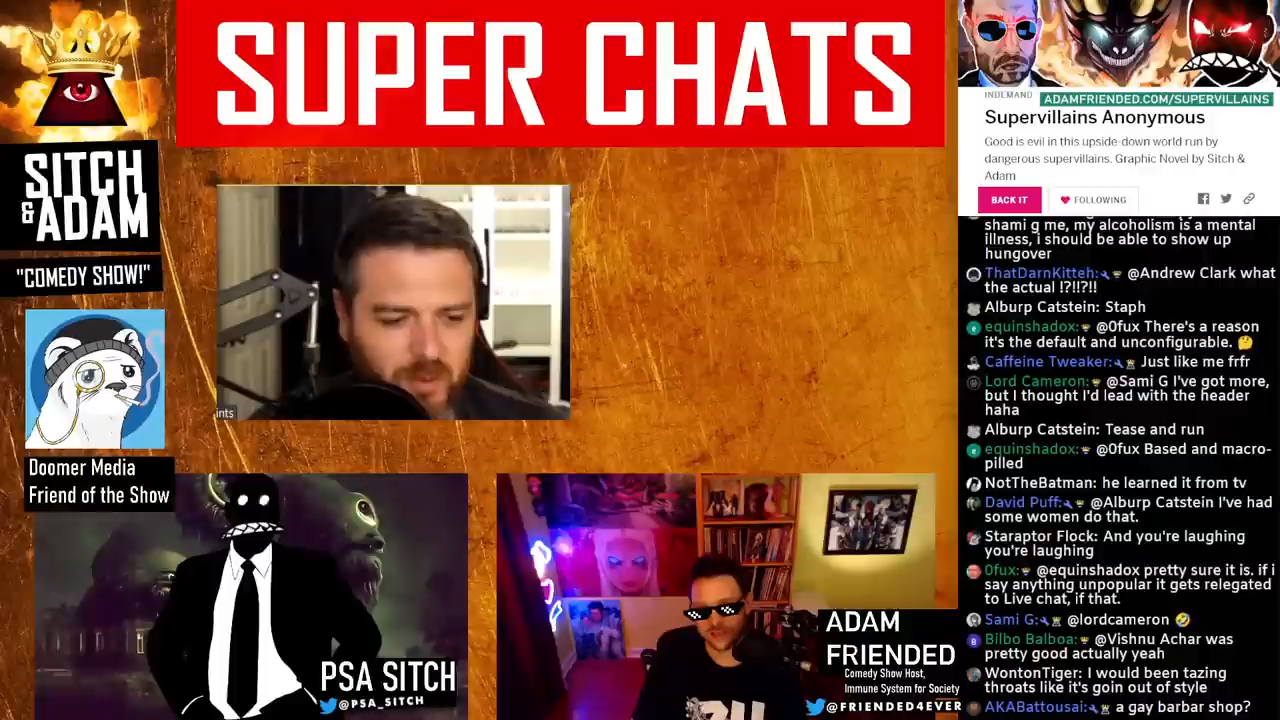 SUPER CHATS
SITCH
& ADAM
"COMEDY SHOW!"
Doomer Media
Friend of the Show
ints
PSA SITCH
@PSA_SITCH
ADAM
FRIENDED
Comedy Show Host,
Immune System for Society
@FRIENDED4EVER
INDEMAND
ADAMFRIENDED.COM/SUPERVILLAINS
Supervillains Anonymous
Good is evil in this upside-down world run by
dangerous supervillains. Graphic Novel by Sitch &
Adam
BACK IT
FOLLOWING
shami g me, my alcoholism is a mental
illness, i should be able to show up
hungover
ThatDarnKitteh: @Andrew Clark what
the actual !?!!?!!
Alburp Catstein: Staph
equinshadox: @0fux There's a reason
it's the default and unconfigurable. 🤔
Caffeine Tweaker: Just like me frfr
Lord Cameron: @Sami G I've got more,
but I thought I'd lead with the header
haha
Alburp Catstein: Tease and run
equinshadox: @0fux Based and macro-
pilled
NotTheBatman: he learned it from tv
David Puff: @Alburp Catstein I've had
some women do that.
Staraptor Flock: And you're laughing
you're laughing
0fux: @equinshadox pretty sure it is. if i
say anything unpopular it gets relegated
to Live chat, if that.
Sami G: @lordcameron 🤣
Bilbo Balboa: @Vishnu Achar was
pretty good actually yeah
WontonTiger: I would been tazing
throats like it's goin out of style
AKABattousai: a gay barbar shop?